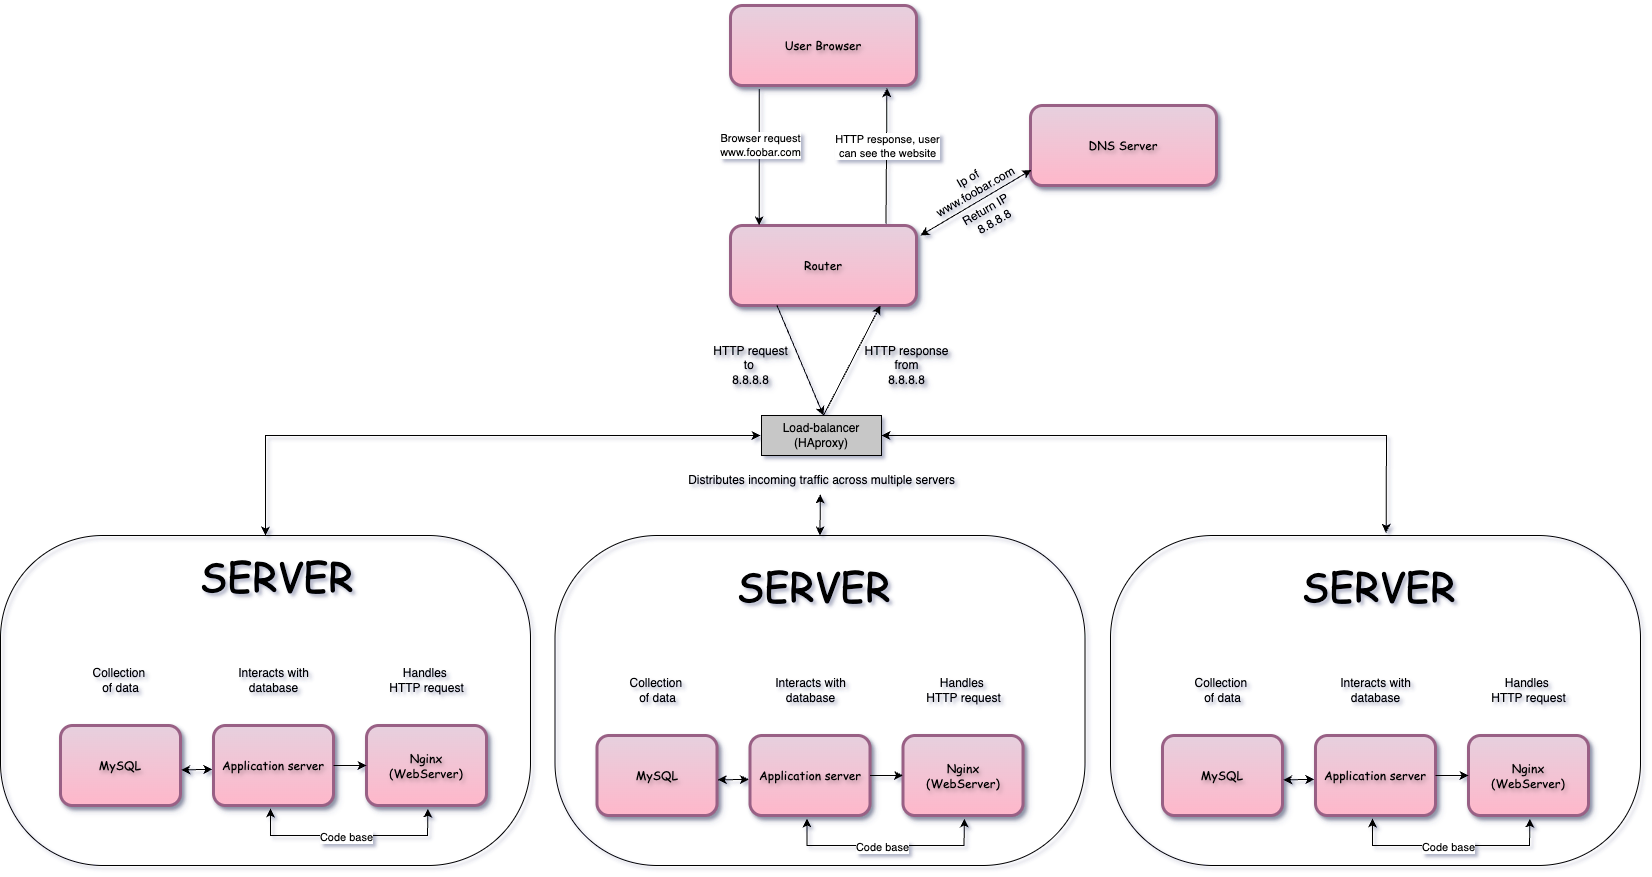 User Browser
Browser request
www.foobar.com
HTTP response, user
can see the website
DNS Server
Ip of
www.foobar.com
Return IP
8.8.8.8
Router
HTTP request
to
8.8.8.8
HTTP response
from
8.8.8.8
Load-balancer
(HAproxy)
Distributes incoming traffic across multiple servers
SERVER
Collection
of data
Interacts with
database
Handles
HTTP request
MySQL
Application server
Nginx
(WebServer)
Code base
SERVER
Collection
of data
Interacts with
database
Handles
HTTP request
MySQL
Application server
Nginx
(WebServer)
Code base
SERVER
Collection
of data
Interacts with
database
Handles
HTTP request
MySQL
Application server
Nginx
(WebServer)
Code base